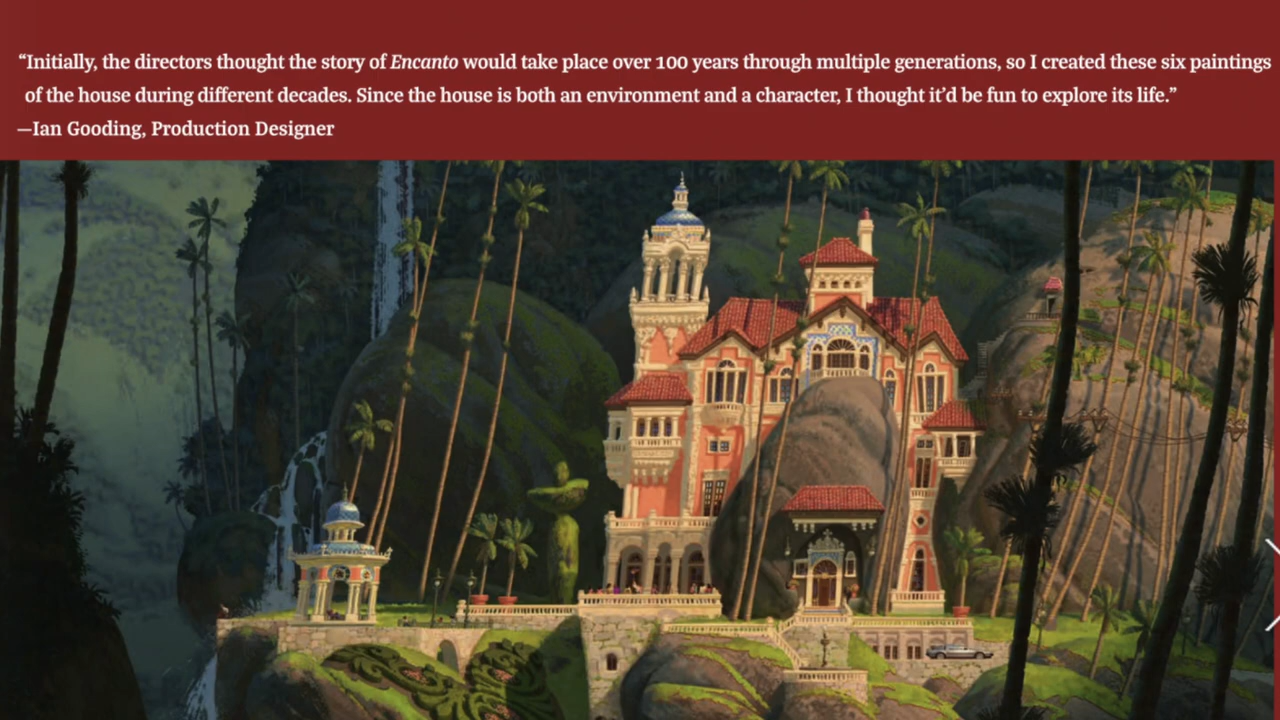 “Initially, the directors thought the story of Encanto would take place over 100 years through multiple generations, so I created these six paintings
of the house during different decades. Since the house is both an environment and a character, I thought it’d be fun to explore its life.”
—Ian Gooding, Production Designer